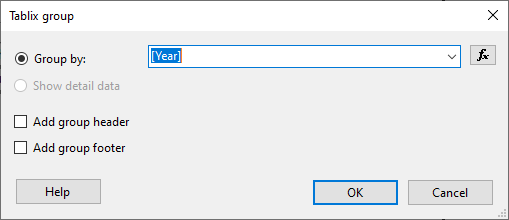 Tablix group
Group by:
[Year]
fx
Show detail data
Add group header
Add group footer
Help
OK
Cancel